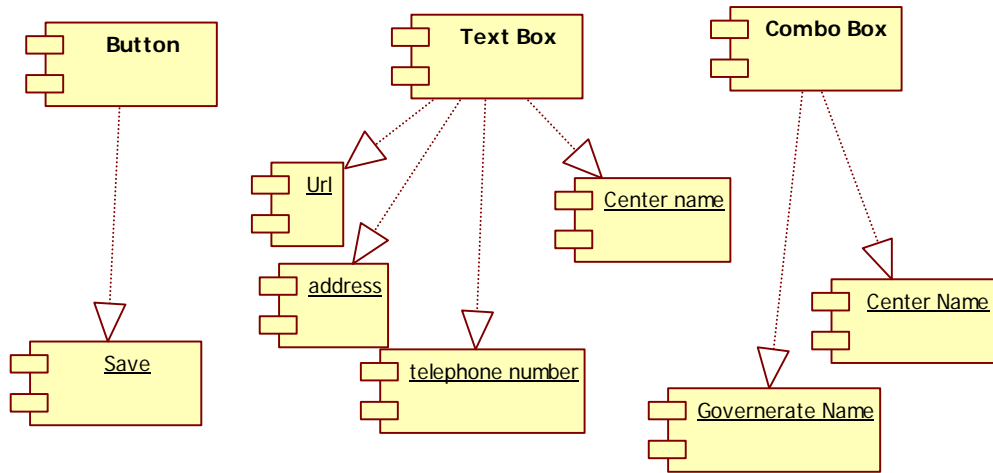 Button
Text Box
Combo Box
Url
Center name
address
Center Name
Save
telephone number
Governerate Name